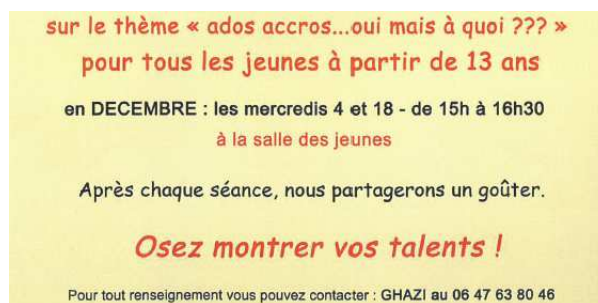 sur le thème « ados accros...oui mais à quoi ??? »
pour tous les jeunes à partir de 13 ans
en DECEMBRE : les mercredis 4 et 18 - de 15h à 16h30
à la salle des jeunes
Après chaque séance, nous partagerons un goûter.
Osez montrer vos talents !
Pour tout renseignement vous pouvez contacter : GHAZI au 06 47 63 80 46